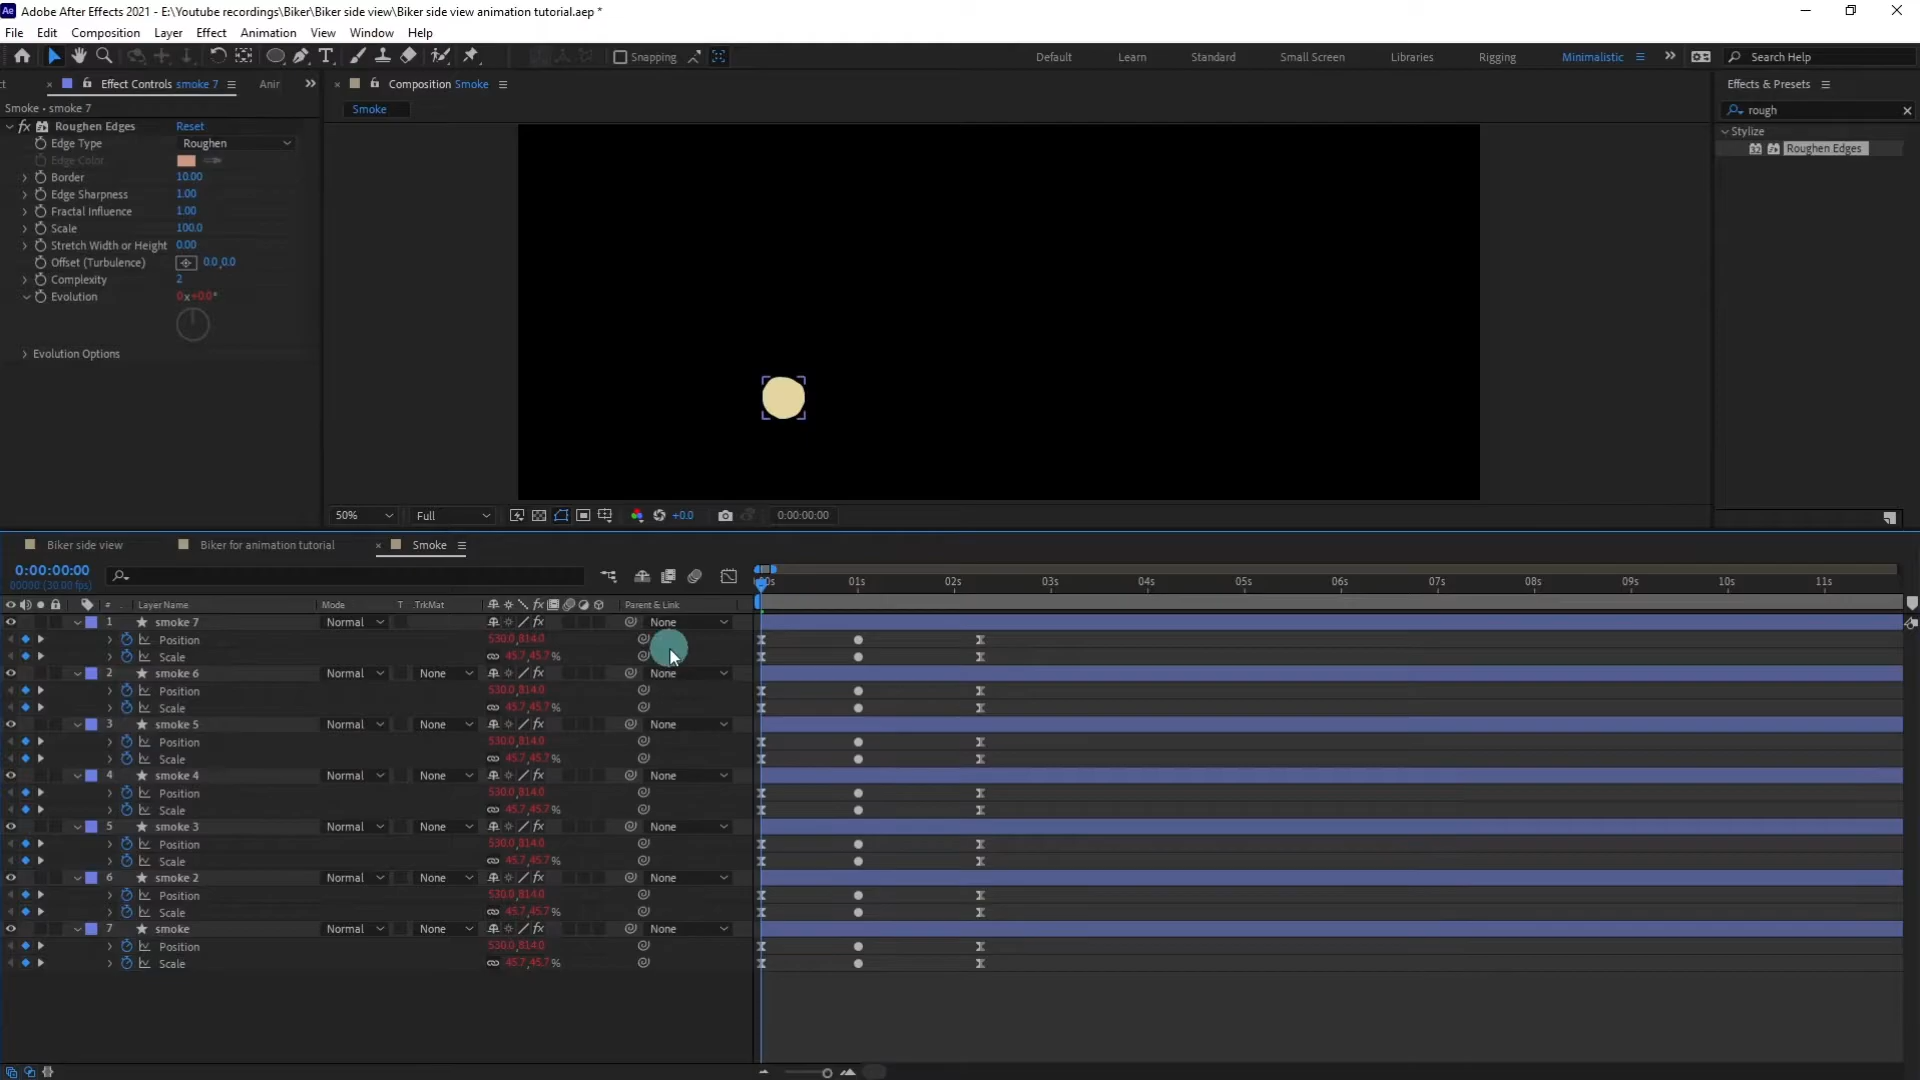 Ae Adobe After Effects 2021 - E:\Youtube recordings\Biker\Biker side view\Biker side view animation tutorial.aep *
File Edit Composition Layer Effect Animation View Window Help
Snapping Default Learn Standard Small Screen Libraries Rigging Minimalistic Search Help
Effect Controls smoke 7 Anir Composition Smoke Effects & Presets
Smoke • smoke 7 Smoke rough
fx Roughen Edges Reset Stylize
Edge Type Roughen Roughen Edges
Edge Color
Border 10.00
Edge Sharpness 1.00
Fractal Influence 1.00
Scale 100.0
Stretch Width or Height 0.00
Offset (Turbulence) 0.0,0.0
Complexity 2
Evolution 0x+0.0°
Evolution Options
50% Full +0.0 0:00:00:00
Biker side view Biker for animation tutorial Smoke
0:00:00:00
00000 (30.00 fps) 01s 02s 03s 04s 05s 06s 07s 08s 09s 10s 11s
# Layer Name Mode T .TrkMat fx Parent & Link
1 smoke 7 Normal fx None
Position 530.0,814.0
Scale 45.7,45.7%
2 smoke 6 Normal None fx None
Position 530.0,814.0
Scale 45.7,45.7%
3 smoke 5 Normal None fx None
Position 530.0,814.0
Scale 45.7,45.7%
4 smoke 4 Normal None fx None
Position 530.0,814.0
Scale 45.7,45.7%
5 smoke 3 Normal None fx None
Position 530.0,814.0
Scale 45.7,45.7%
6 smoke 2 Normal None fx None
Position 530.0,814.0
Scale 45.7,45.7%
7 smoke Normal None fx None
Position 530.0,814.0
Scale 45.7,45.7%